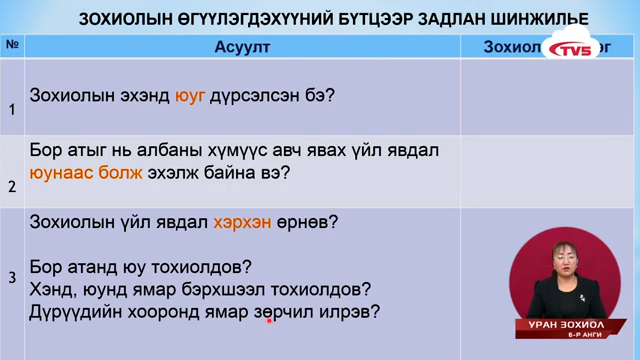 ЗОХИОЛЫН ӨГҮҮЛЭГДЭХҮҮНИЙ БҮТЦЭЭР ЗАДЛАН ШИНЖИЛЬЕ
№ Асуулт
TV5
1 Зохиолын эхэнд юуг дүрсэлсэн бэ?
Бор атыг нь албаны хүмүүс авч явах үйл явдал
2 юунаас болж эхэлж байна вэ?
Зохиолын үйл явдал хэрхэн өрнөв?
3 Бор атанд юу тохиолдов?
Хэнд, юунд ямар бэрхшээл тохиолдов?
Дүрүүдийн хооронд ямар зөрчил илрэв?
УРАН ЗОХИОЛ
6-Р АНГИ